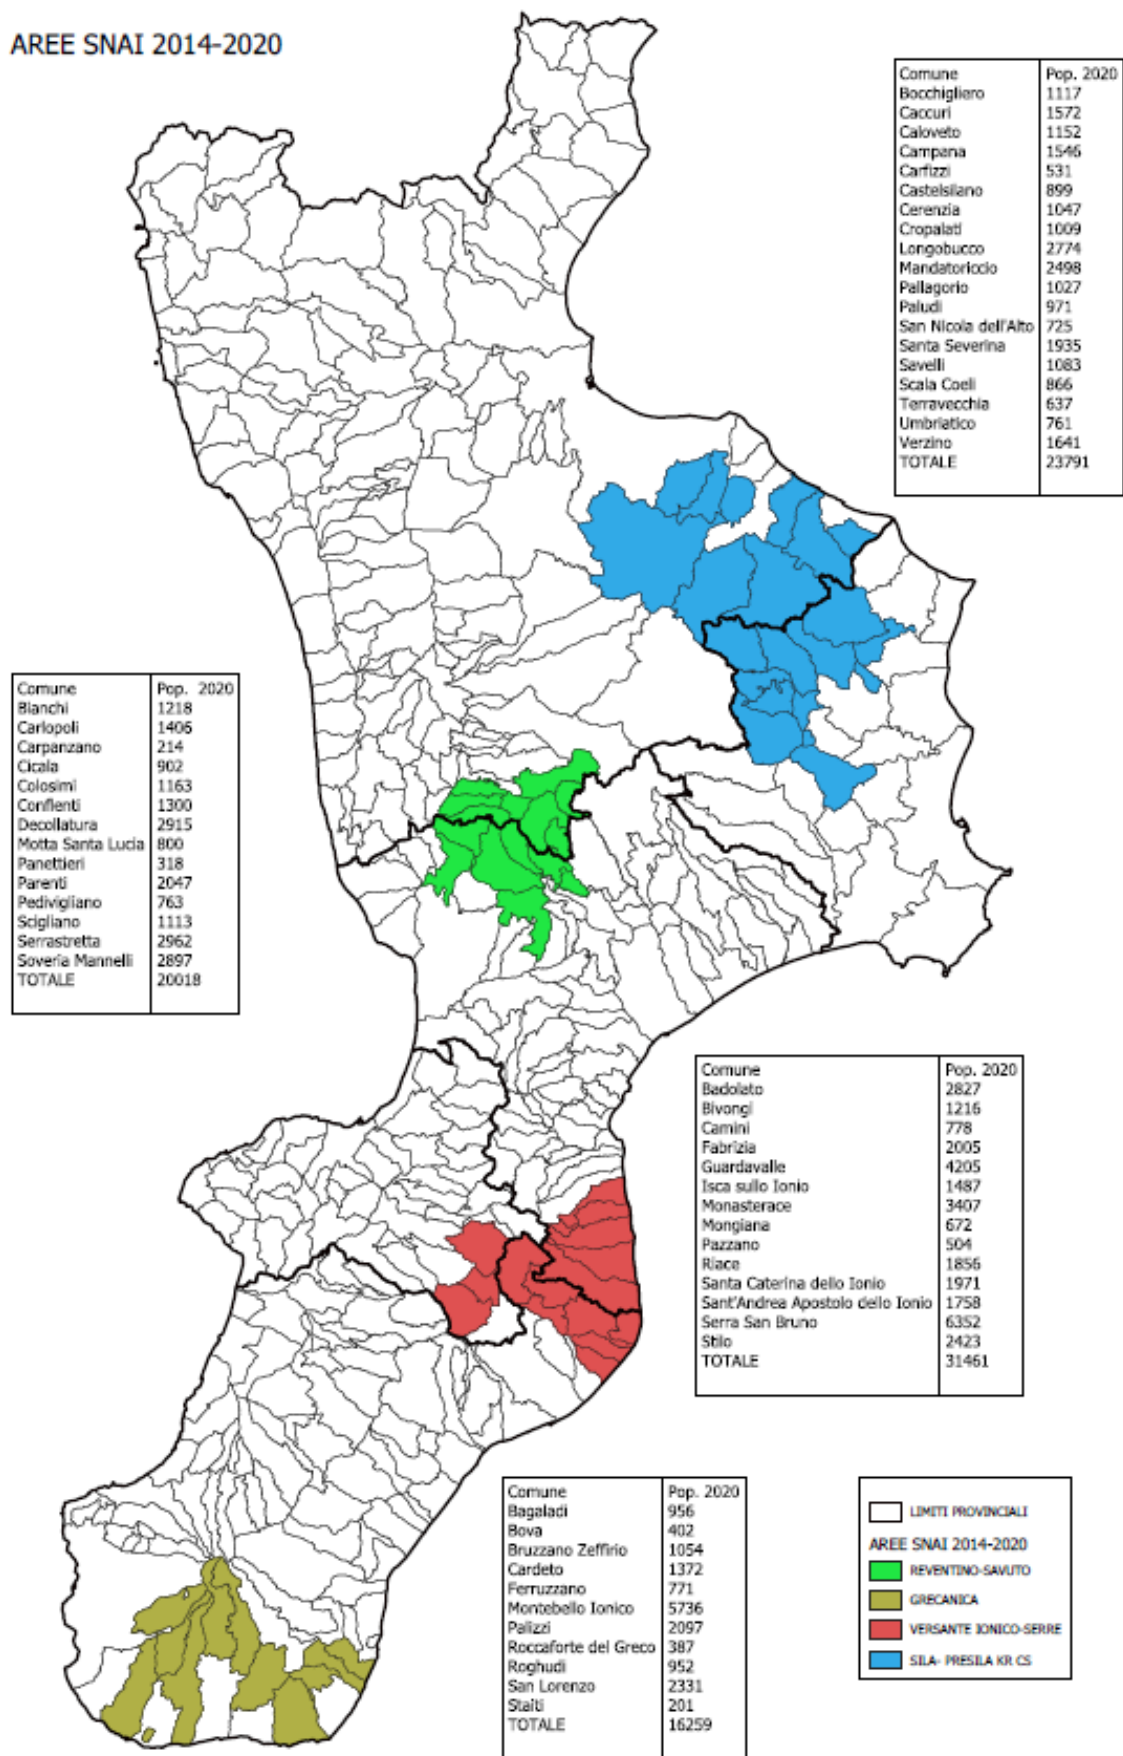 AREE SNAI 2014-2020
Comune Pop. 2020
Bocchigliero 1117
Caccuri 1572
Caloveto 1152
Campana 1546
Carfizzi 531
Castelsilano 899
Cerenzia 1047
Cropalati 1009
Longobucco 2774
Mandatoriccio 2498
Pallagorio 1027
Paludi 971
San Nicola dell'Alto 725
Santa Severina 1935
Savelli 1083
Scala Coeli 866
Terravecchia 637
Umbriatico 761
Verzino 1641
TOTALE 23791
Comune Pop. 2020
Bianchi 1218
Carlopoli 1406
Carpanzano 214
Cicala 902
Colosimi 1163
Conflenti 1300
Decollatura 2915
Motta Santa Lucia 800
Panettieri 318
Parenti 2047
Pedivigliano 763
Scigliano 1113
Serrastretta 2962
Soveria Mannelli 2897
TOTALE 20018
Comune Pop. 2020
Badolato 2827
Bivongi 1216
Camini 778
Fabrizia 2005
Guardavalle 4205
Isca sullo Ionio 1487
Monasterace 3407
Mongiana 672
Pazzano 504
Riace 1856
Santa Caterina dello Ionio 1971
Sant'Andrea Apostolo dello Ionio 1758
Serra San Bruno 6352
Stilo 2423
TOTALE 31461
Comune Pop. 2020
Bagaladi 956
Bova 402
Bruzzano Zeffirio 1054
Cardeto 1372
Ferruzzano 771
Montebello Ionico 5736
Palizzi 2097
Roccaforte del Greco 387
Roghudi 952
San Lorenzo 2331
Staiti 201
TOTALE 16259
LIMITI PROVINCIALI
AREE SNAI 2014-2020
REVENTINO-SAVUTO
GRECANICA
VERSANTE IONICO-SERRE
SILA- PRESILA KR CS